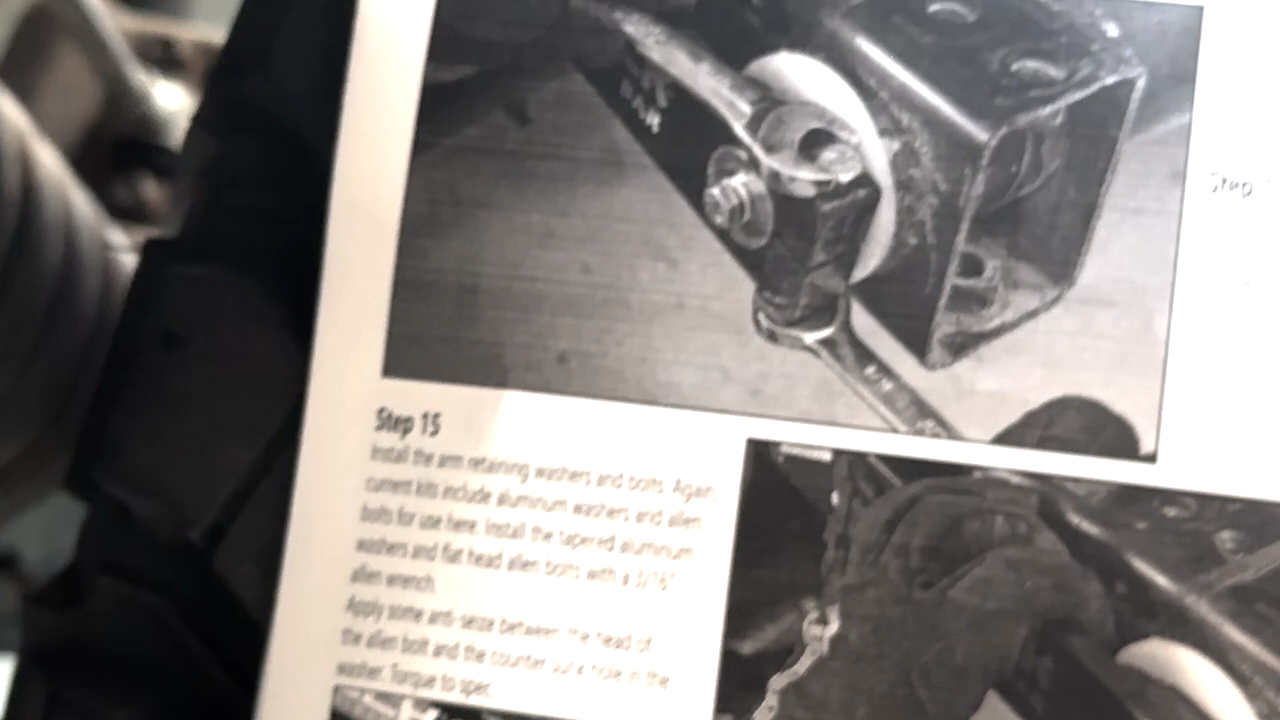 Step 15
Install the arm retaining washers and bolts. Again,
current kits include aluminum washers and allen
bolts for use here. Install the tapered aluminum
washers and flat head allen bolts with a 5/16"
allen wrench.
Apply some anti-seize between the head of
the allen bolt and the counter sunk hole in the
washer. Torque to spec.